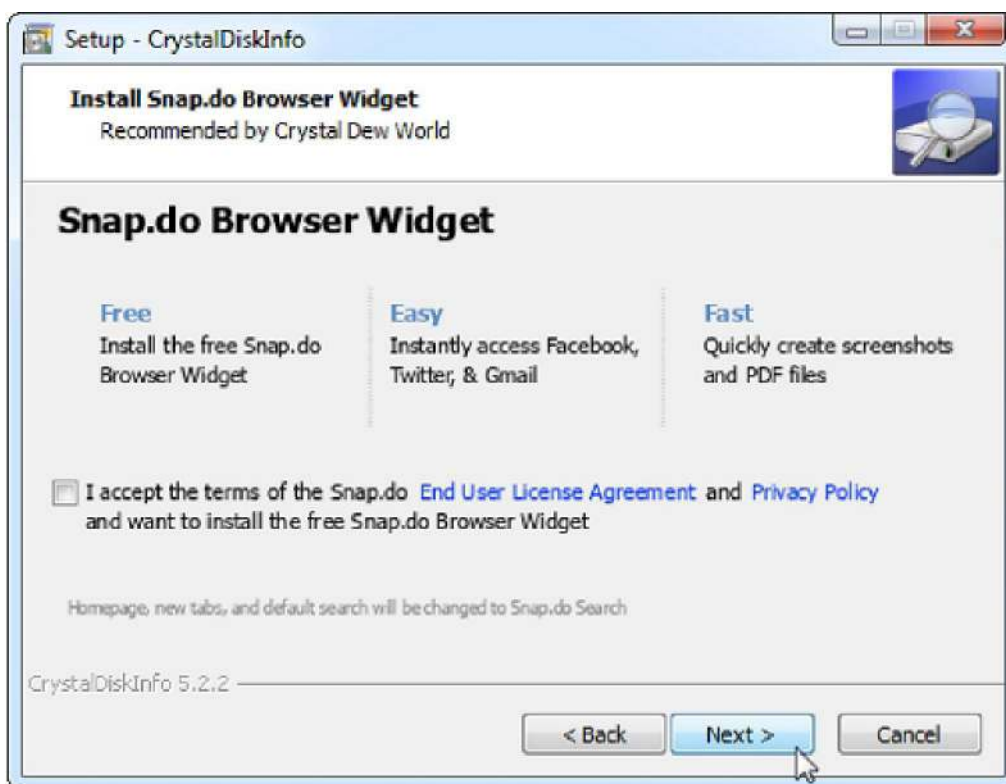 Setup - CrystalDiskInfo
Install Snap.do Browser Widget
Recommended by Crystal Dew World
Snap.do Browser Widget
Free
Install the free Snap.do
Browser Widget
Easy
Instantly access Facebook,
Twitter, & Gmail
Fast
Quickly create screenshots
and PDF files
I accept the terms of the Snap.do End User License Agreement and Privacy Policy
and want to install the free Snap.do Browser Widget
Homepage, new tabs, and default search will be changed to Snap.do Search
CrystalDiskInfo 5.2.2
< Back
Next >
Cancel